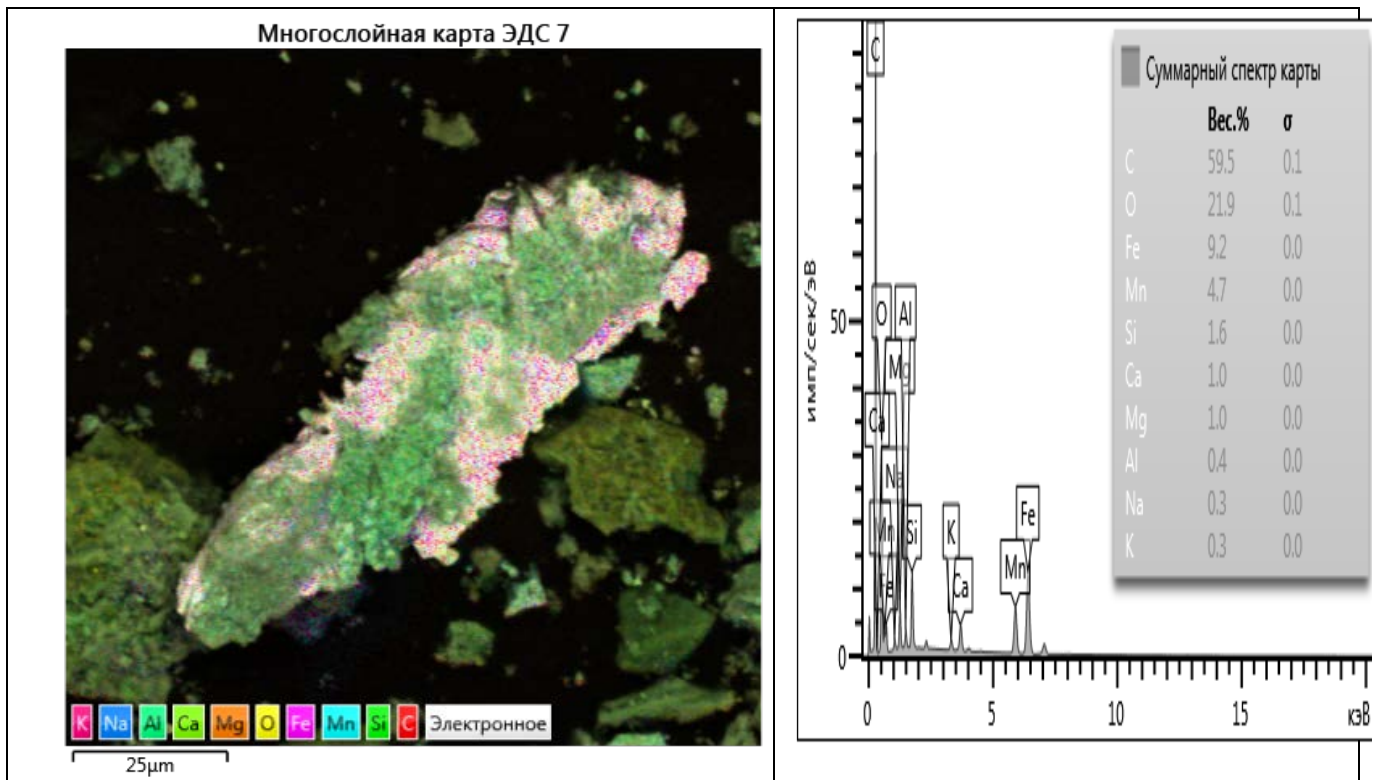 Многослойная карта ЭДС 7
K Na Al Ca Mg O Fe Mn Si C Электронное
25µm
имп/сек/эВ
50
0
C
O Al
Mg
Ca
Na
Mn Si K Fe
Fe Mn Ca
0 5 10 15 кэВ
Суммарный спектр карты
Вес.% σ
C 59.5 0.1
O 21.9 0.1
Fe 9.2 0.0
Mn 4.7 0.0
Si 1.6 0.0
Ca 1.0 0.0
Mg 1.0 0.0
Al 0.4 0.0
Na 0.3 0.0
K 0.3 0.0